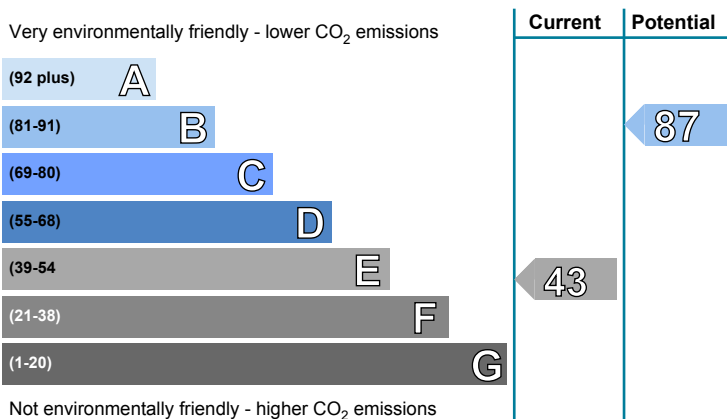 Current Potential
Very environmentally friendly - lower CO2 emissions
(92 plus) A
(81-91) B 87
(69-80) C
(55-68) D
(39-54 E 43
(21-38) F
(1-20) G
Not environmentally friendly - higher CO2 emissions